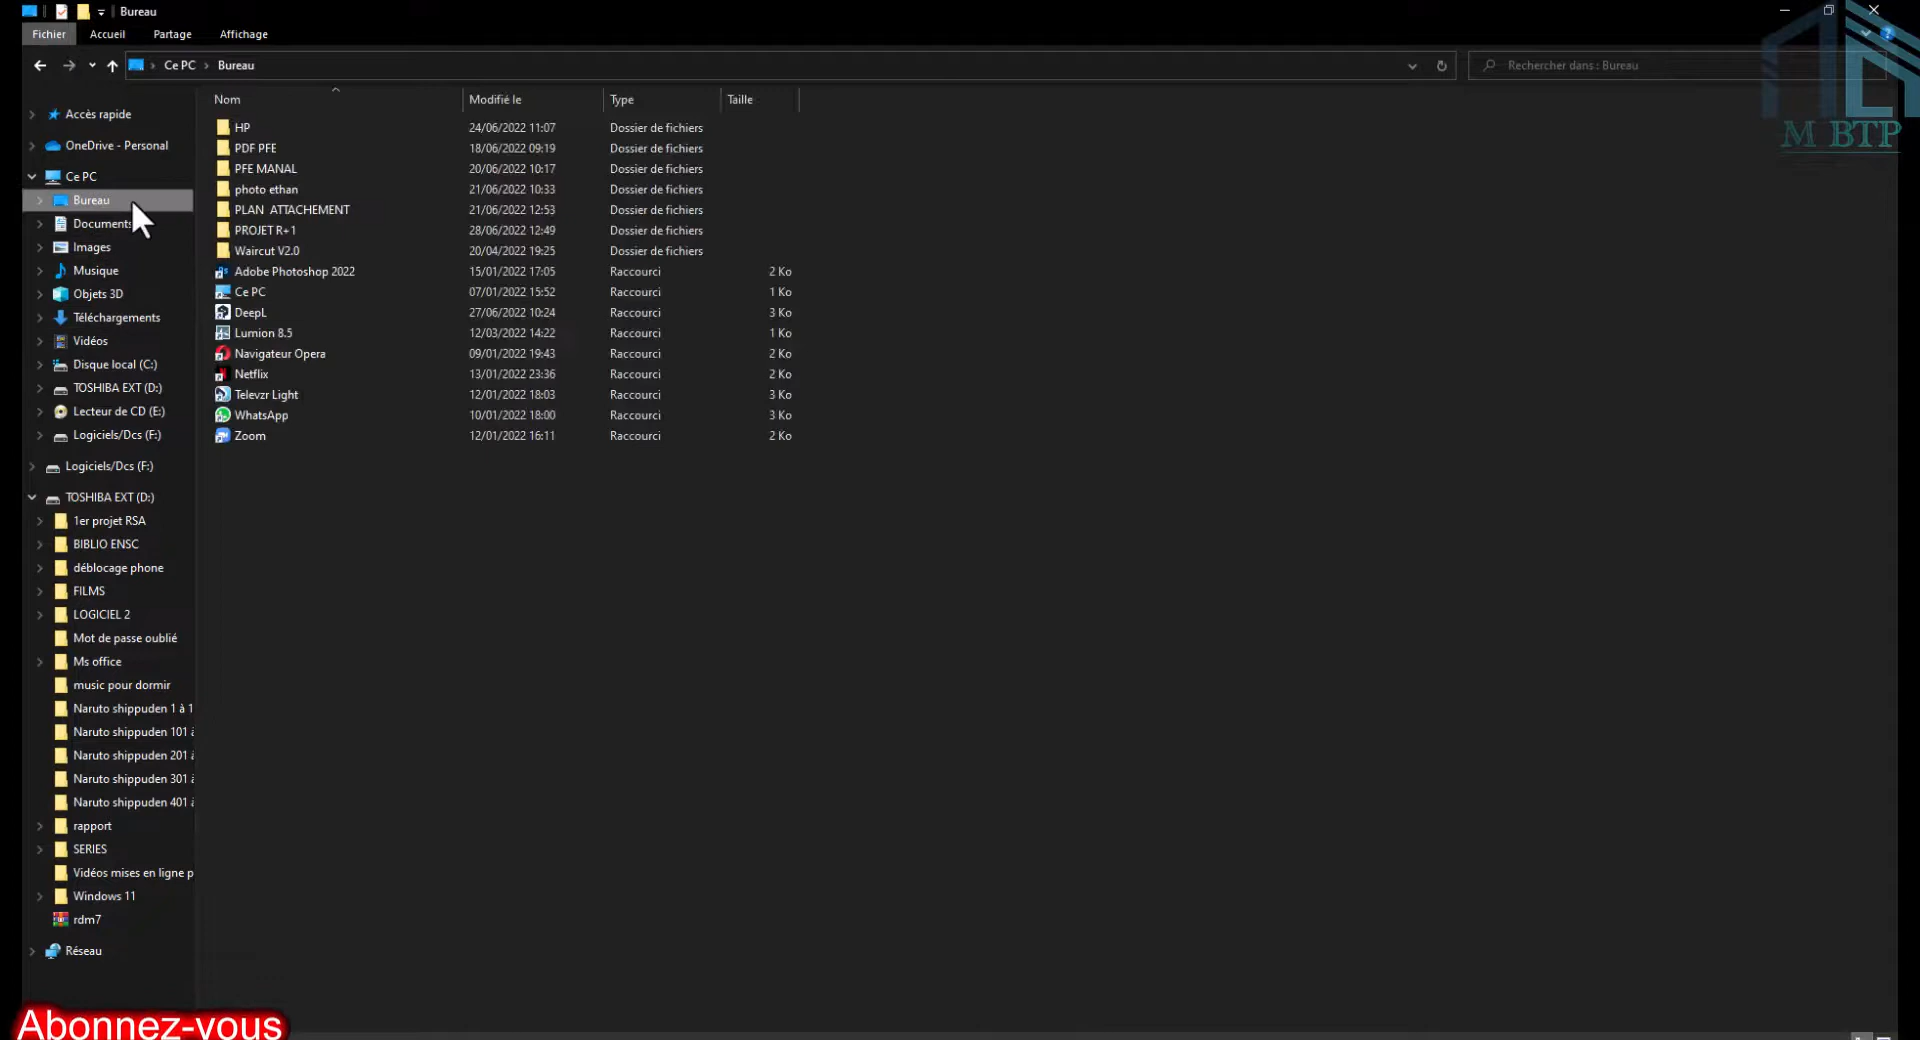 Bureau
Fichier Accueil Partage Affichage
Ce PC Bureau
Rechercher dans : Bureau
M BTP
Nom Modifié le Type Taille
HP 24/06/2022 11:07 Dossier de fichiers
PDF PFE 18/06/2022 09:19 Dossier de fichiers
PFE MANAL 20/06/2022 10:17 Dossier de fichiers
photo ethan 21/06/2022 10:33 Dossier de fichiers
PLAN ATTACHEMENT 21/06/2022 12:53 Dossier de fichiers
PROJET R+1 28/06/2022 12:49 Dossier de fichiers
Waircut V2.0 20/04/2022 19:25 Dossier de fichiers
Adobe Photoshop 2022 15/01/2022 17:05 Raccourci 2 Ko
Ce PC 07/01/2022 15:52 Raccourci 1 Ko
DeepL 27/06/2022 10:24 Raccourci 3 Ko
Lumion 8.5 12/03/2022 14:22 Raccourci 1 Ko
Navigateur Opera 09/01/2022 19:43 Raccourci 2 Ko
Netflix 13/01/2022 23:36 Raccourci 2 Ko
Televzr Light 12/01/2022 18:03 Raccourci 3 Ko
WhatsApp 10/01/2022 18:00 Raccourci 3 Ko
Zoom 12/01/2022 16:11 Raccourci 2 Ko
Accès rapide
OneDrive - Personal
Ce PC
Bureau
Documents
Images
Musique
Objets 3D
Téléchargements
Vidéos
Disque local (C:)
TOSHIBA EXT (D:)
Lecteur de CD (E:)
Logiciels/Dcs (F:)
Logiciels/Dcs (F:)
TOSHIBA EXT (D:)
1er projet RSA
BIBLIO ENSC
déblocage phone
FILMS
LOGICIEL 2
Mot de passe oublié
Ms office
music pour dormir
Naruto shippuden 1 à 1
Naruto shippuden 101 à
Naruto shippuden 201 à
Naruto shippuden 301 à
Naruto shippuden 401 à
rapport
SERIES
Vidéos mises en ligne p
Windows 11
rdm7
Réseau
Abonnez-vous